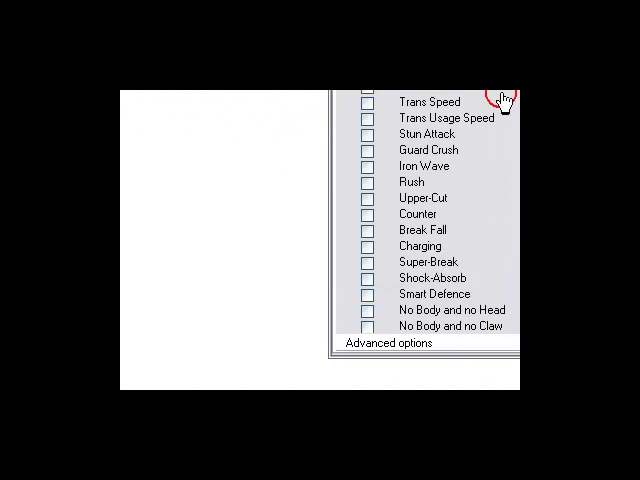 Trans Speed
Trans Usage Speed
Stun Attack
Guard Crush
Iron Wave
Rush
Upper-Cut
Counter
Break Fall
Charging
Super-Break
Shock-Absorb
Smart Defence
No Body and no Head
No Body and no Claw
Advanced options